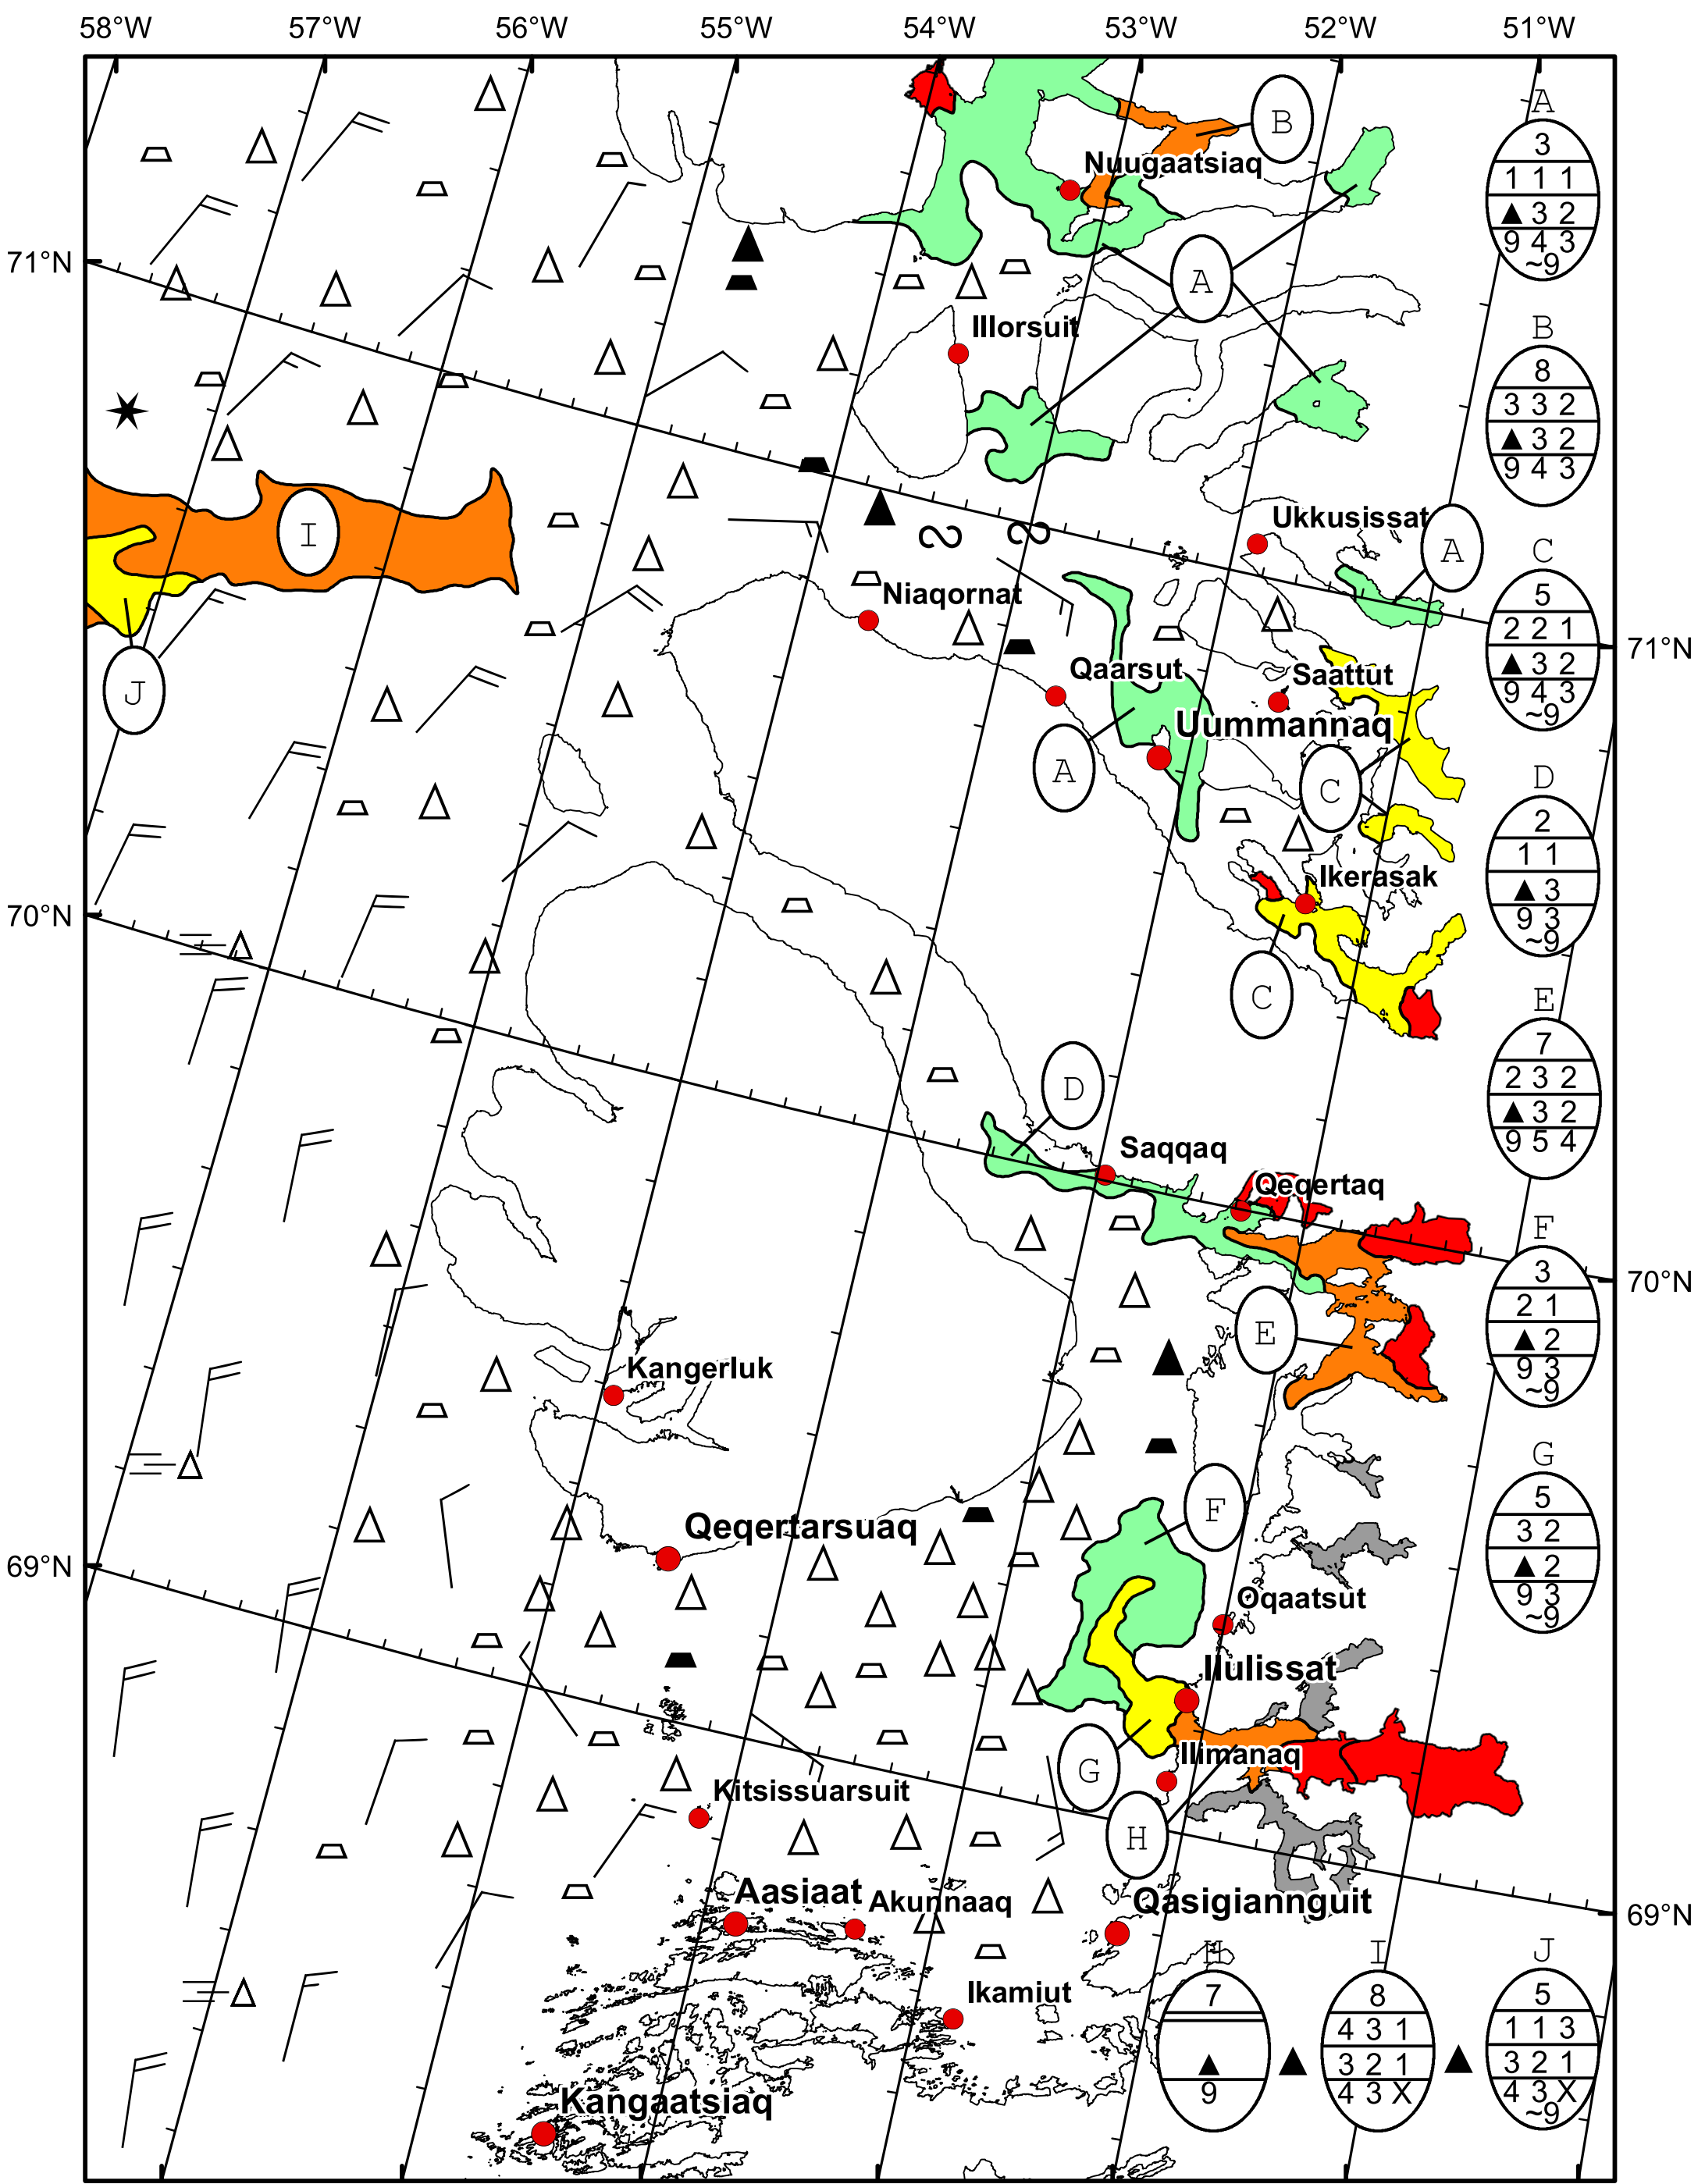 58°W 57°W 56°W 55°W 54°W 53°W 52°W 51°W
A
3
1 1 1
▲ 3 2
9 4 3
~9
B
Nuugaatsiaq
71°N
A
Illorsuit
B
8
3 3 2
▲ 3 2
9 4 3
I
Ukkusissat
A
C
5
2 2 1
▲ 3 2
9 4 3
~9
Niaqornat
71°N
J
Qaarsut
Saattut
Uummannaq
A
C
D
2
1 1
▲ 3
9 3
~9
Ikerasak
70°N
C
E
7
2 3 2
▲ 3 2
9 5 4
D
Saqqaq
Qeqertaq
F
3
2 1
▲ 2
9 3
~9
70°N
E
Kangerluk
G
5
3 2
▲ 2
9 3
~9
F
Qeqertarsuaq
69°N
Oqaatsut
Ilulissat
G
Ilimanaq
Kitsissuarsuit
H
Aasiaat
Akunnaaq
Qasigiannguit
69°N
Ikamiut
H
7
▲
9
I
8
4 3 1
▲ 3 2 1
4 3 X
J
5
1 1 3
▲ 3 2 1
4 3 X
~9
Kangaatsiaq